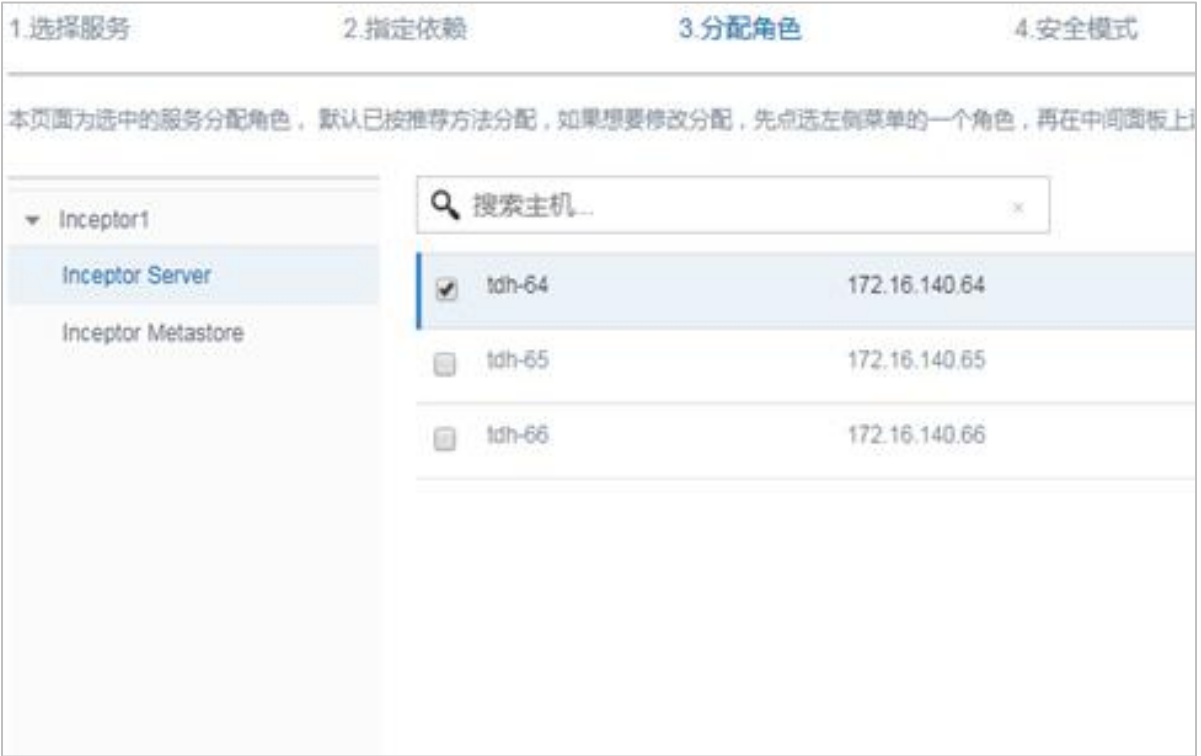 1.选择服务 2.指定依赖 3.分配角色 4.安全模式
本页面为选中的服务分配角色，默认已按推荐方法分配，如果想要修改分配，先点选左侧菜单的一个角色，再在中间面板上
搜索主机...
Inceptor1
Inceptor Server
Inceptor Metastore
tdh-64 172.16.140.64
tdh-65 172.16.140.65
tdh-66 172.16.140.66